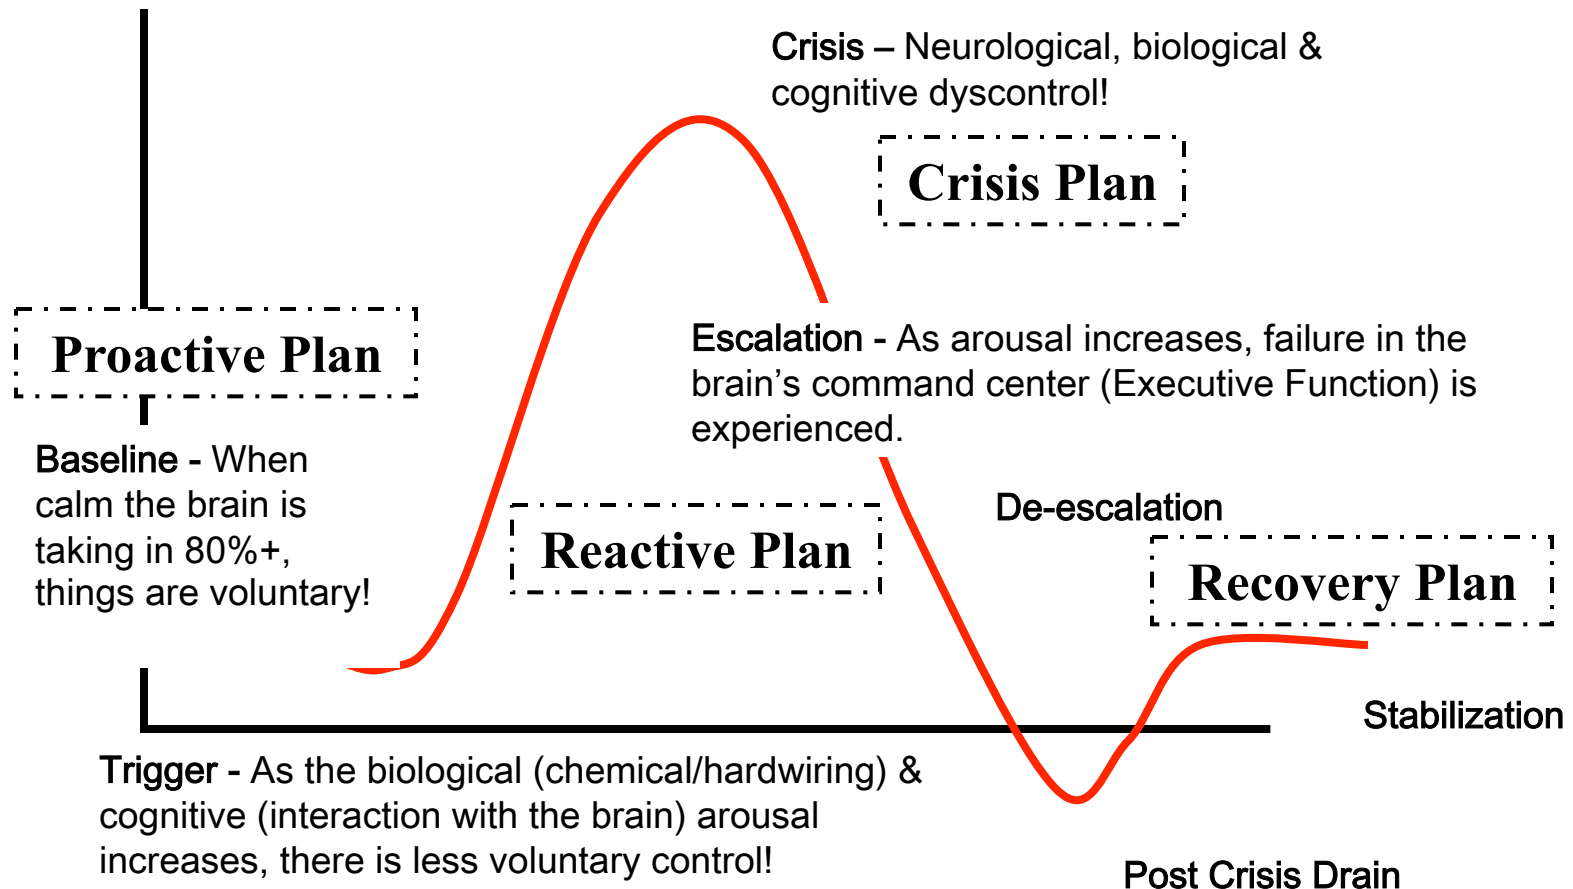 Crisis – Neurological, biological &
cognitive dyscontrol!
Crisis Plan
Proactive Plan
Escalation - As arousal increases, failure in the
brain’s command center (Executive Function) is
experienced.
Baseline - When
calm the brain is
taking in 80%+,
things are voluntary!
Reactive Plan
De-escalation
Recovery Plan
Stabilization
Trigger - As the biological (chemical/hardwiring) &
cognitive (interaction with the brain) arousal
increases, there is less voluntary control!
Post Crisis Drain